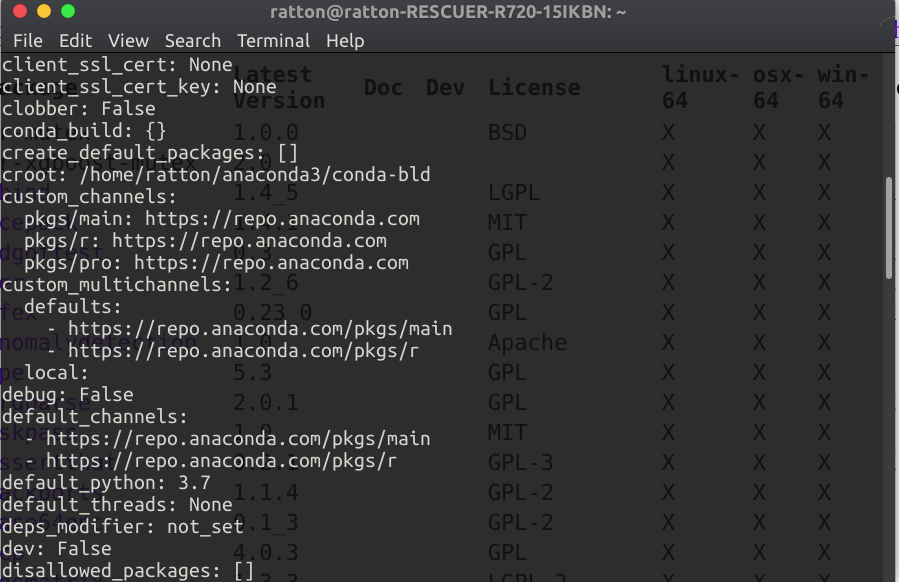 ratton@ratton-RESCUER-R720-15IKBN: ~
File Edit View Search Terminal Help
client_ssl_cert: None
client_ssl_cert_key: None
clobber: False
conda_build: {}
create_default_packages: []
croot: /home/ratton/anaconda3/conda-bld
custom_channels:
pkgs/main: https://repo.anaconda.com
pkgs/r: https://repo.anaconda.com
pkgs/pro: https://repo.anaconda.com
custom_multichannels:
defaults:
- https://repo.anaconda.com/pkgs/main
- https://repo.anaconda.com/pkgs/r
local:
debug: False
default_channels:
- https://repo.anaconda.com/pkgs/main
- https://repo.anaconda.com/pkgs/r
default_python: 3.7
default_threads: None
deps_modifier: not_set
dev: False
disallowed_packages: []
Latest Version Doc Dev License linux-64 osx-64 win-64
1.0.0 BSD X X X
2.0 X X X
1.4_5 LGPL X X X
MIT X X X
GPL X X X
1.2_6 GPL-2 X X X
0.23_0 GPL X X X
1.0 Apache X X X
5.3 GPL X X X
2.0.1 GPL X X X
1.0 MIT X X X
GPL-3 X X X
1.1.4 GPL-2 X X X
0.1_3 GPL-2 X X X
4.0.3 GPL X X X
LGPL-2 X X X